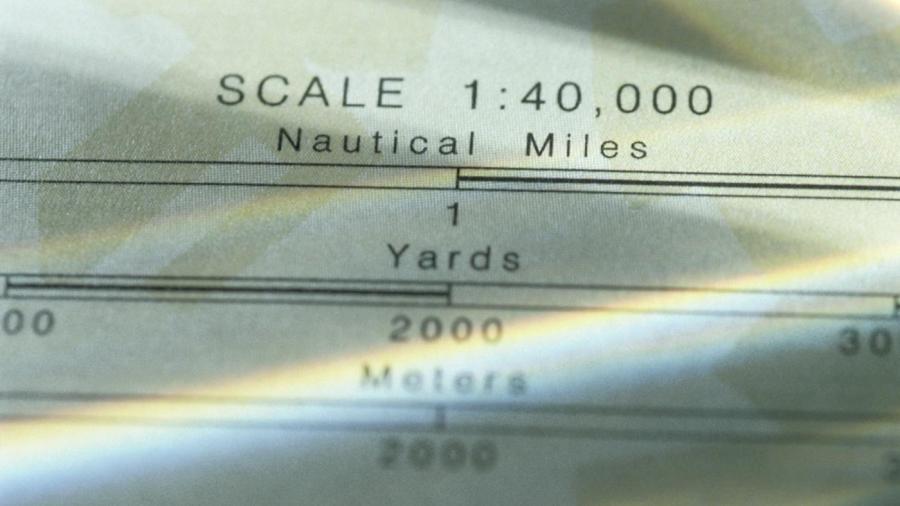 SCALE 1:40,000
Nautical Miles
1
Yards
00 2000 30
Meters
2000